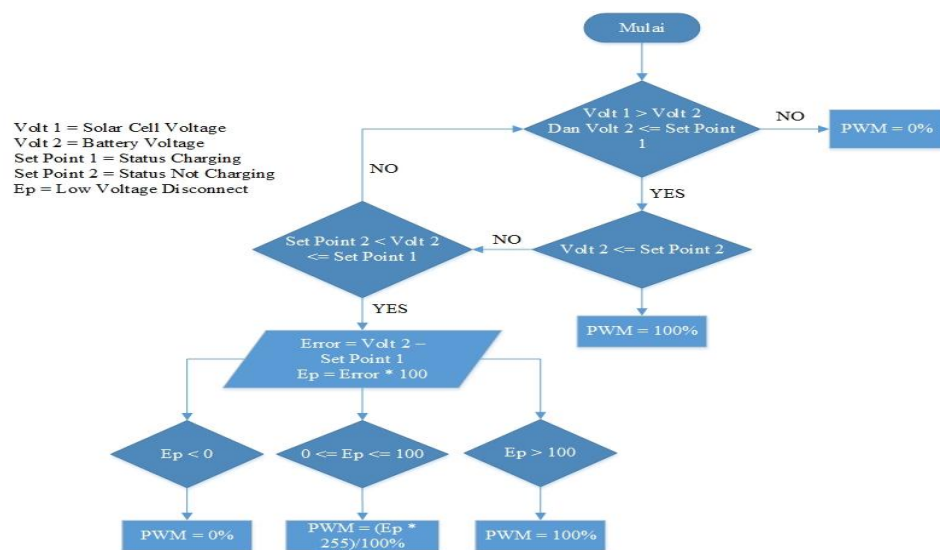 Mulai
Volt 1 > Volt 2
Dan Volt 2 <= Set Point
1
NO
PWM = 0%
Volt 1 = Solar Cell Voltage
Volt 2 = Battery Voltage
Set Point 1 = Status Charging
Set Point 2 = Status Not Charging
Ep = Low Voltage Disconnect
NO
YES
Set Point 2 < Volt 2
<= Set Point 1
NO
Volt 2 <= Set Point 2
YES
PWM = 100%
Error = Volt 2 –
Set Point 1
Ep = Error * 100
Ep < 0
0 <= Ep <= 100
Ep > 100
PWM = 0%
PWM = (Ep *
255)/100%
PWM = 100%